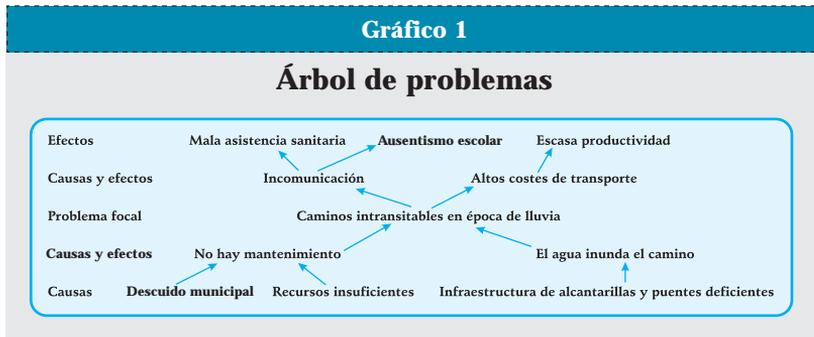 Gráfico 1
Árbol de problemas
Efectos Mala asistencia sanitaria Ausentismo escolar Escasa productividad
Causas y efectos Incomunicación Altos costes de transporte
Problema focal Caminos intransitables en época de lluvia
Causas y efectos No hay mantenimiento El agua inunda el camino
Causas Descuido municipal Recursos insuficientes Infraestructura de alcantarillas y puentes deficientes